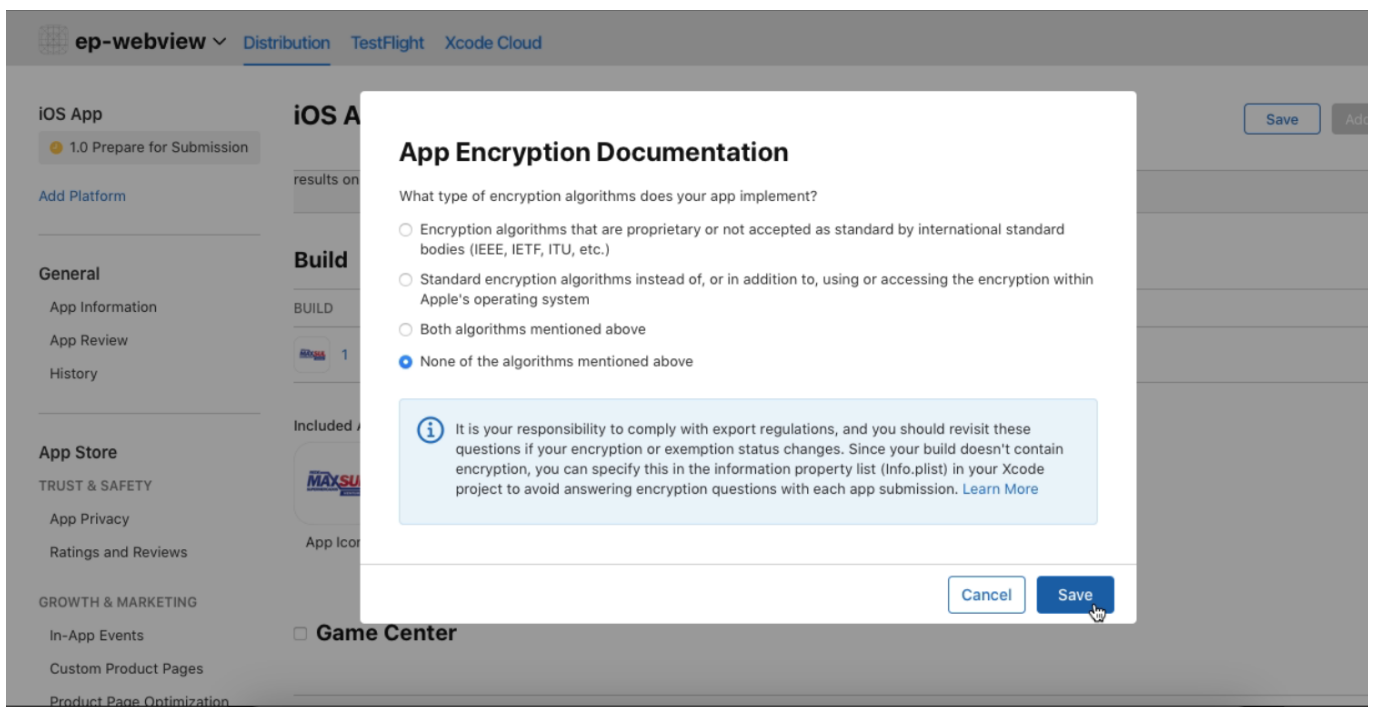 ep-webview
Distribution
TestFlight
Xcode Cloud
iOS App
1.0 Prepare for Submission
Add Platform
General
App Information
App Review
History
App Store
TRUST & SAFETY
App Privacy
Ratings and Reviews
GROWTH & MARKETING
In-App Events
Custom Product Pages
Product Page Optimization
iOS A
Save
Add
results on
Build
BUILD
1
Included
MAXSU
App Icon
Game Center
App Encryption Documentation
What type of encryption algorithms does your app implement?
Encryption algorithms that are proprietary or not accepted as standard by international standard
bodies (IEEE, IETF, ITU, etc.)
Standard encryption algorithms instead of, or in addition to, using or accessing the encryption within
Apple's operating system
Both algorithms mentioned above
None of the algorithms mentioned above
It is your responsibility to comply with export regulations, and you should revisit these
questions if your encryption or exemption status changes. Since your build doesn't contain
encryption, you can specify this in the information property list (Info.plist) in your Xcode
project to avoid answering encryption questions with each app submission. Learn More
Cancel
Save